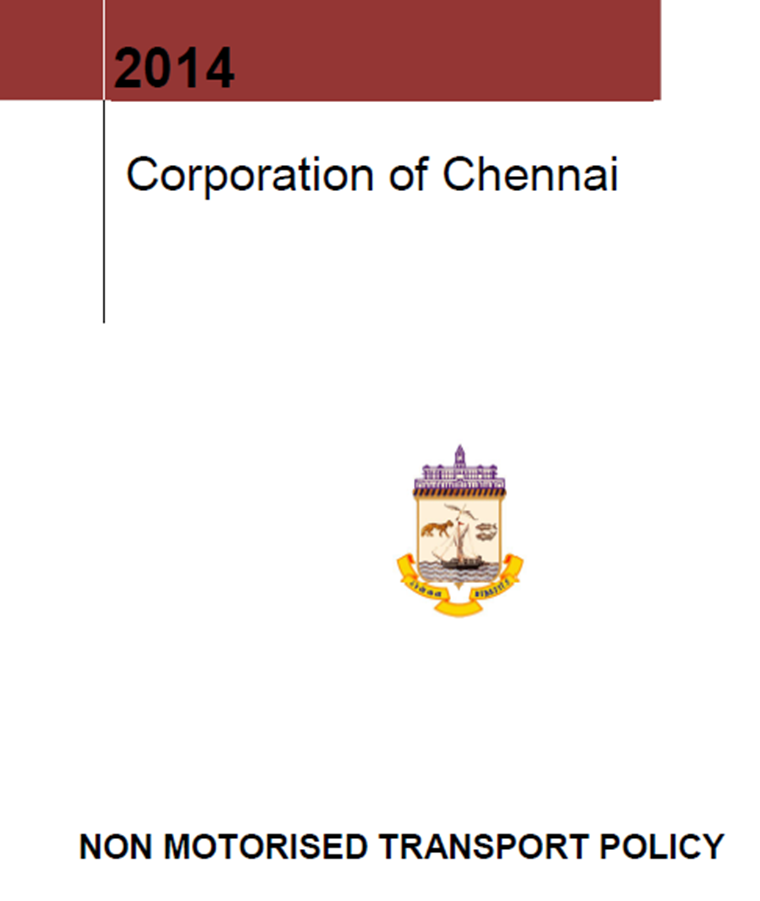 2014
Corporation of Chennai
NON MOTORISED TRANSPORT POLICY